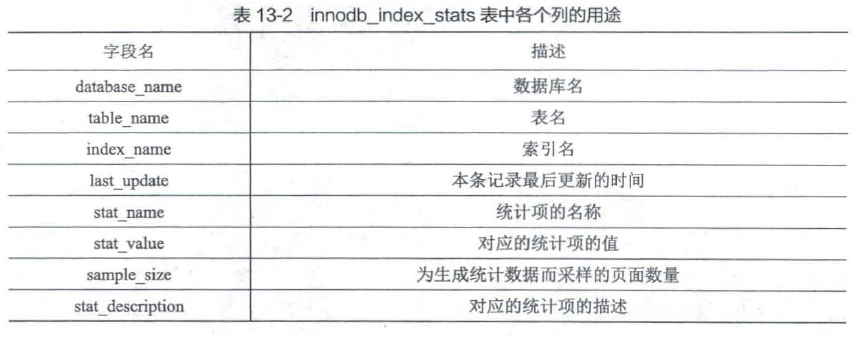 表 13-2 innodb_index_stats 表中各个列的用途
字段名 描述
database_name 数据库名
table_name 表名
index_name 索引名
last_update 本条记录最后更新的时间
stat_name 统计项的名称
stat_value 对应的统计项的值
sample_size 为生成统计数据而采样的页面数量
stat_description 对应的统计项的描述